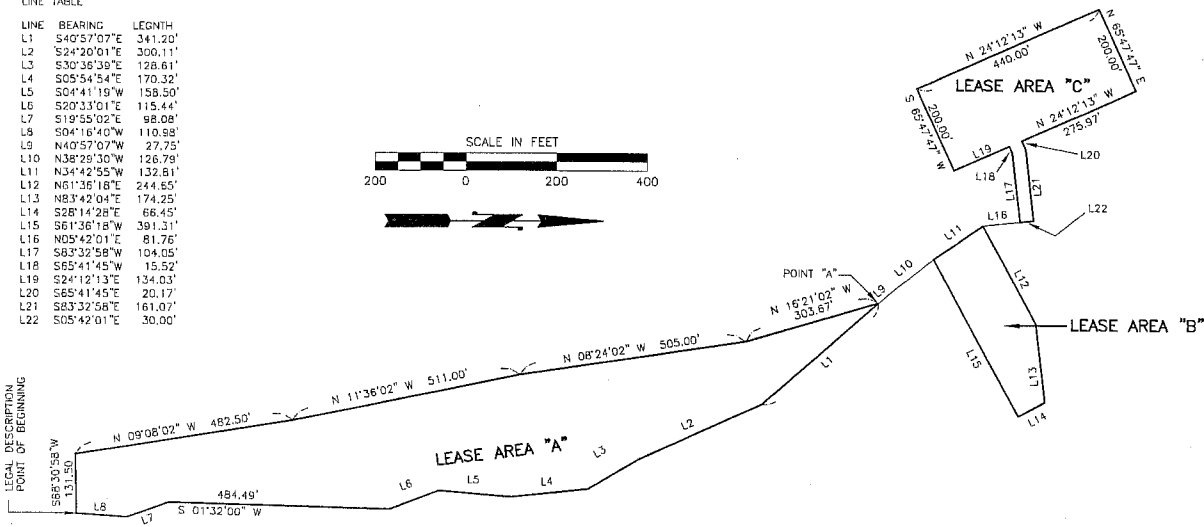 LINE TABLE
LINE BEARING LEGNTH
L1 S40°57'07"E 341.20'
L2 S24°20'01"E 300.11'
L3 S30°36'39"E 128.61'
L4 S05°54'54"E 170.32'
L5 S04°41'19"W 158.50'
L6 S20°33'01"E 115.44'
L7 S19°55'02"E 98.08'
L8 S04°16'40"W 110.98'
L9 N40°57'07"W 27.75'
L10 N38°29'30"W 126.79'
L11 N34°42'55"W 132.81'
L12 N61°36'18"E 244.65'
L13 N83°42'04"E 174.25'
L14 S28°14'28"E 66.45'
L15 S61°36'18"W 391.31'
L16 N05°42'01"E 81.76'
L17 S83°32'58"W 104.05'
L18 S65°41'45"W 15.52'
L19 S24°12'13"E 134.03'
L20 S65°41'45"E 20.17'
L21 S83°32'58"E 161.07'
L22 S05°42'01"E 30.00'
SCALE IN FEET
200 0 200 400
N 24°12'13" W
440.00'
N 65°47'47" E
200.00'
LEASE AREA "C"
S 65°47'47" W
200.00'
N 24°12'13" W
275.97'
L19
L20
L18
L17
L21
L22
L16
L11
POINT "A"
L10
L9
L12
N 16°21'02" W
303.67'
LEASE AREA "B"
N 08°24'02" W 505.00'
L1
L15
L13
L14
N 11°36'02" W 511.00'
L2
N 09°08'02" W 482.50'
LEASE AREA "A"
L3
LEGAL DESCRIPTION
POINT OF BEGINNING
S88°30'58"W
131.50
L6
L5
L4
484.49'
S 01°32'00" W
L8
L7